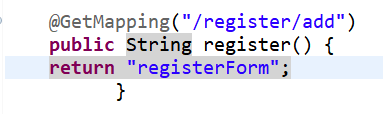 @GetMapping("/register/add")
public String register() {
return "registerForm";
}